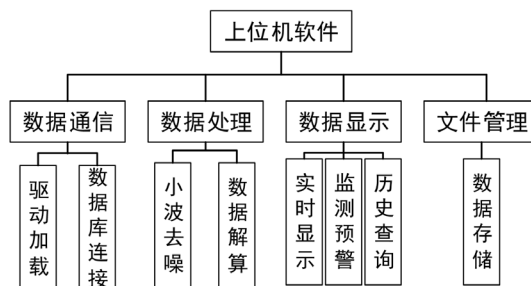 上位机软件
数据通信
数据处理
数据显示
文件管理
驱动加载
数据库连接
小波去噪
数据解算
实时显示
监测预警
历史查询
数据存储